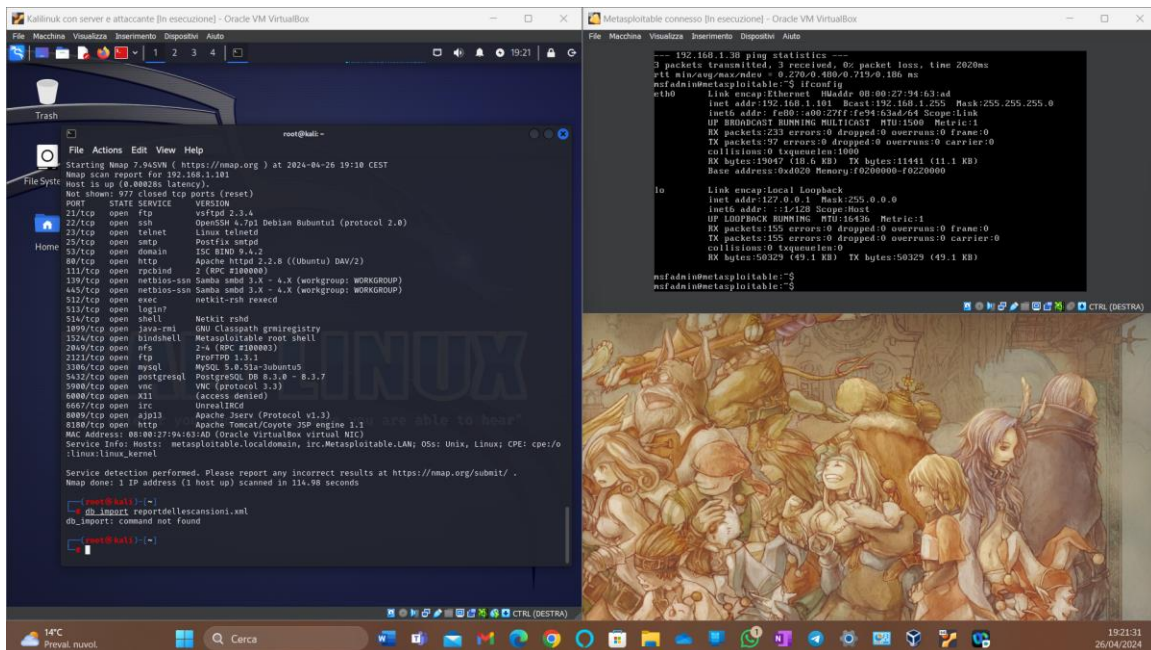 Kalilinuk con server e attaccante [In esecuzione] - Oracle VM VirtualBox
File Macchina Visualizza Inserimento Dispositivi Aiuto
1 2 3 4
19:21
Trash
File Syste
Home
root@kali: ~
File Actions Edit View Help
Starting Nmap 7.94SVN ( https://nmap.org ) at 2024-04-26 19:10 CEST
Nmap scan report for 192.168.1.101
Host is up (0.00028s latency).
Not shown: 977 closed tcp ports (reset)
PORT STATE SERVICE VERSION
21/tcp open ftp vsftpd 2.3.4
22/tcp open ssh OpenSSH 4.7p1 Debian 8ubuntu1 (protocol 2.0)
23/tcp open telnet Linux telnetd
25/tcp open smtp Postfix smtpd
53/tcp open domain ISC BIND 9.4.2
80/tcp open http Apache httpd 2.2.8 ((Ubuntu) DAV/2)
111/tcp open rpcbind 2 (RPC #100000)
139/tcp open netbios-ssn Samba smbd 3.X - 4.X (workgroup: WORKGROUP)
445/tcp open netbios-ssn Samba smbd 3.X - 4.X (workgroup: WORKGROUP)
512/tcp open exec netkit-rsh rexecd
513/tcp open login?
514/tcp open shell Netkit rshd
1099/tcp open java-rmi GNU Classpath grmiregistry
1524/tcp open bindshell Metasploitable root shell
2049/tcp open nfs 2-4 (RPC #100003)
2121/tcp open ftp ProFTPD 1.3.1
3306/tcp open mysql MySQL 5.0.51a-3ubuntu5
5432/tcp open postgresql PostgreSQL DB 8.3.0 - 8.3.7
5900/tcp open vnc VNC (protocol 3.3)
6000/tcp open X11 (access denied)
6667/tcp open irc UnrealIRCd
8009/tcp open ajp13 Apache Jserv (Protocol v1.3)
8180/tcp open http Apache Tomcat/Coyote JSP engine 1.1
MAC Address: 08:00:27:94:63:AD (Oracle VirtualBox virtual NIC)
Service Info: Hosts: metasploitable.localdomain, irc.Metasploitable.LAN; OSs: Unix, Linux; CPE: cpe:/o
:linux:linux_kernel
Service detection performed. Please report any incorrect results at https://nmap.org/submit/ .
Nmap done: 1 IP address (1 host up) scanned in 114.98 seconds
(root@kali)-[~]
# db_import reportdellescansioni.xml
db_import: command not found
(root@kali)-[~]
#
CTRL (DESTRA)
Metasploitable connesso [In esecuzione] - Oracle VM VirtualBox
File Macchina Visualizza Inserimento Dispositivi Aiuto
--- 192.168.1.38 ping statistics ---
3 packets transmitted, 3 received, 0% packet loss, time 2020ms
rtt min/avg/max/mdev = 0.270/0.480/0.719/0.186 ms
msfadmin@metasploitable:~$ ifconfig
eth0 Link encap:Ethernet HWaddr 08:00:27:94:63:ad
inet addr:192.168.1.101 Bcast:192.168.1.255 Mask:255.255.255.0
inet6 addr: fe80::a00:27ff:fe94:63ad/64 Scope:Link
UP BROADCAST RUNNING MULTICAST MTU:1500 Metric:1
RX packets:233 errors:0 dropped:0 overruns:0 frame:0
TX packets:97 errors:0 dropped:0 overruns:0 carrier:0
collisions:0 txqueuelen:1000
RX bytes:19047 (18.6 KB) TX bytes:11441 (11.1 KB)
Base address:0xd020 Memory:f0200000-f0220000
lo Link encap:Local Loopback
inet addr:127.0.0.1 Mask:255.0.0.0
inet6 addr: ::1/128 Scope:Host
UP LOOPBACK RUNNING MTU:16436 Metric:1
RX packets:155 errors:0 dropped:0 overruns:0 frame:0
TX packets:155 errors:0 dropped:0 overruns:0 carrier:0
collisions:0 txqueuelen:0
RX bytes:50329 (49.1 KB) TX bytes:50329 (49.1 KB)
msfadmin@metasploitable:~$
msfadmin@metasploitable:~$
CTRL (DESTRA)
14°C
Preval. nuvol.
Cerca
19:21:31
26/04/2024